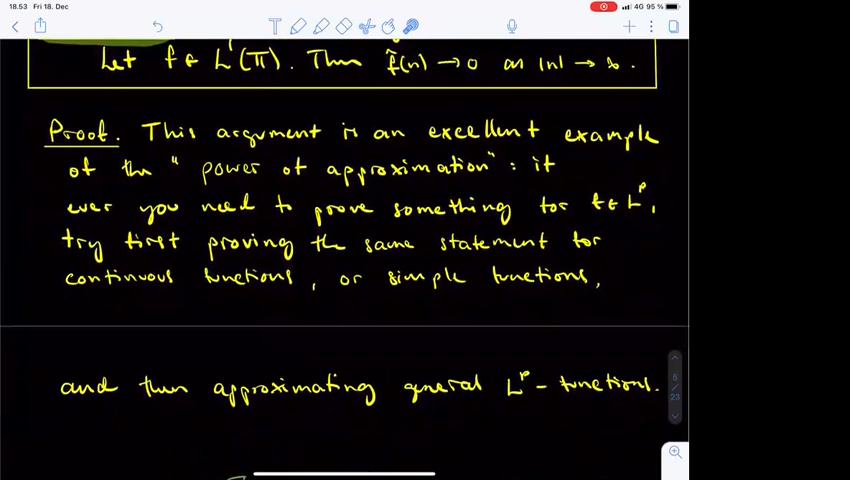 18.53 Fri 18. Dec
4G 95 %
Let f ∈ L¹(𝕋). Then f̂(n) → 0 as |n| → ∞.
Proof. This argument is an excellent example
of the "power of approximation": if
ever you need to prove something for f ∈ Lᵖ,
try first proving the same statement for
continuous functions, or simple functions,
and then approximating general Lᵖ-functions.
5
/
23